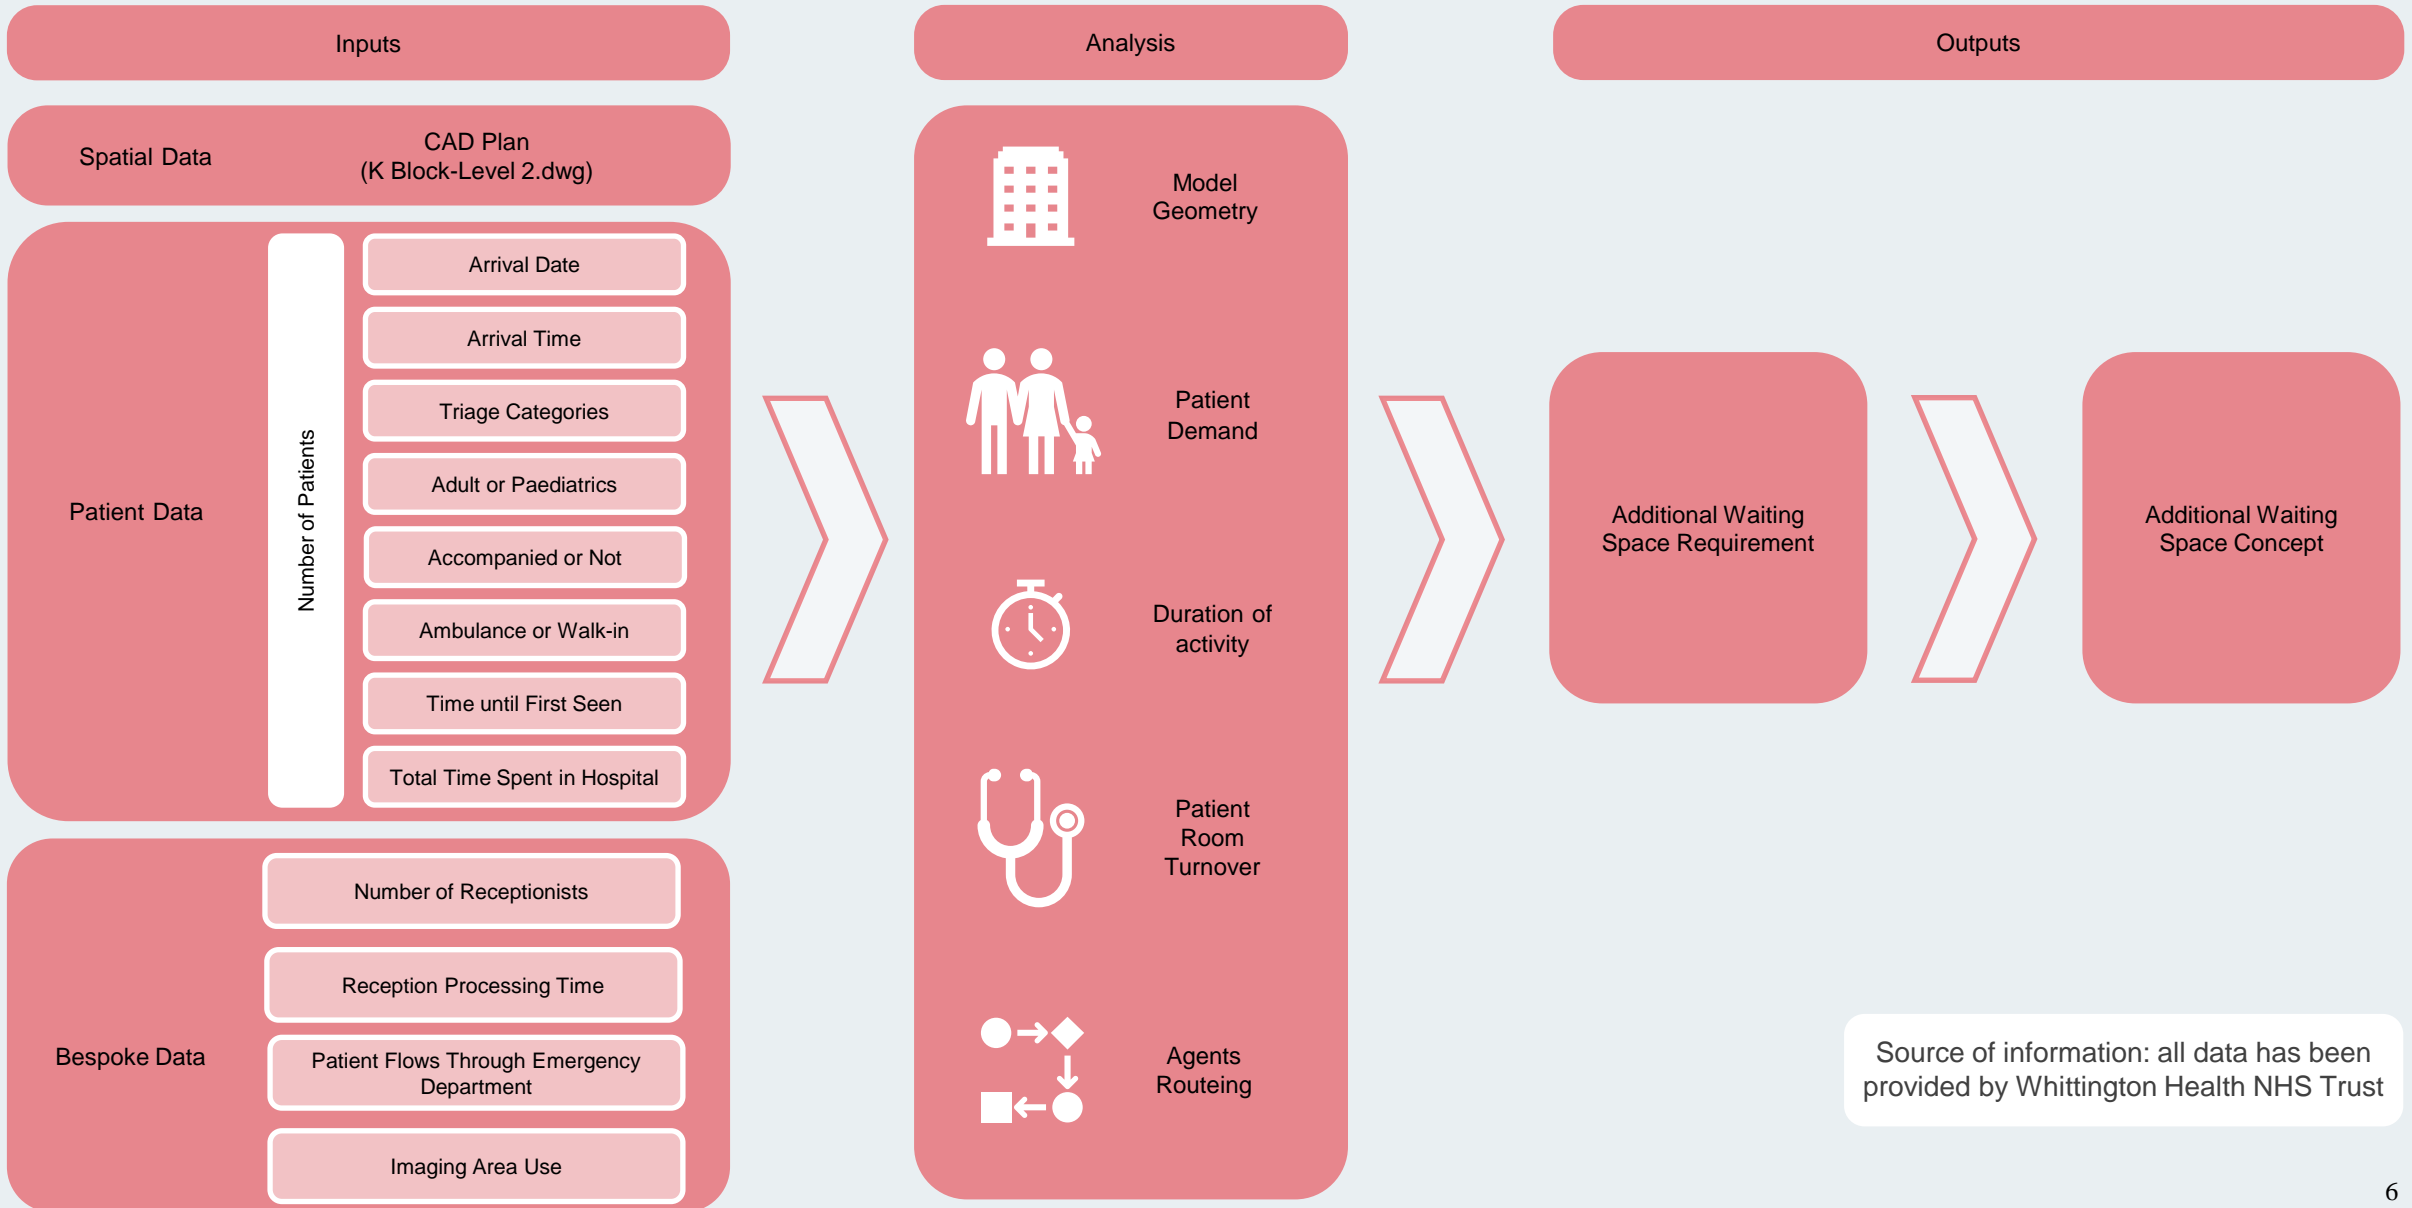 Inputs
Analysis
Outputs
Spatial Data
CAD Plan
(K Block-Level 2.dwg)
Patient Data
Number of Patients
Arrival Date
Arrival Time
Triage Categories
Adult or Paediatrics
Accompanied or Not
Ambulance or Walk-in
Time until First Seen
Total Time Spent in Hospital
Bespoke Data
Number of Receptionists
Reception Processing Time
Patient Flows Through Emergency
Department
Imaging Area Use
Model
Geometry
Patient
Demand
Duration of
activity
Patient
Room
Turnover
Agents
Routeing
Additional Waiting
Space Requirement
Additional Waiting
Space Concept
Source of information: all data has been
provided by Whittington Health NHS Trust
6